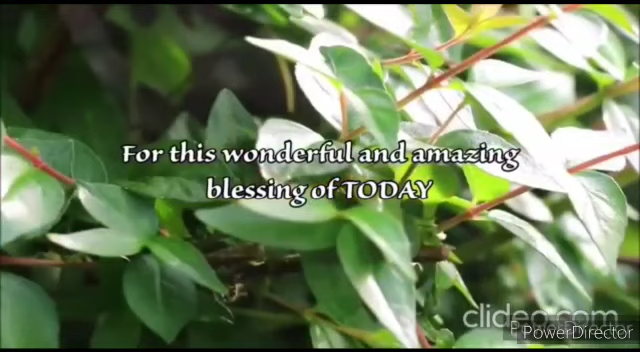 For this wonderful and amazing
blessing of TODAY
clideo.com
PowerDirector